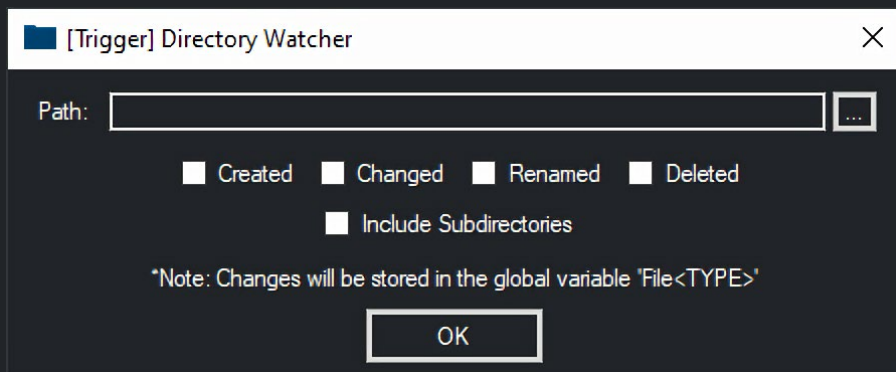 [Trigger] Directory Watcher
Path: ...
Created Changed Renamed Deleted
Include Subdirectories
*Note: Changes will be stored in the global variable 'File<TYPE>'
OK